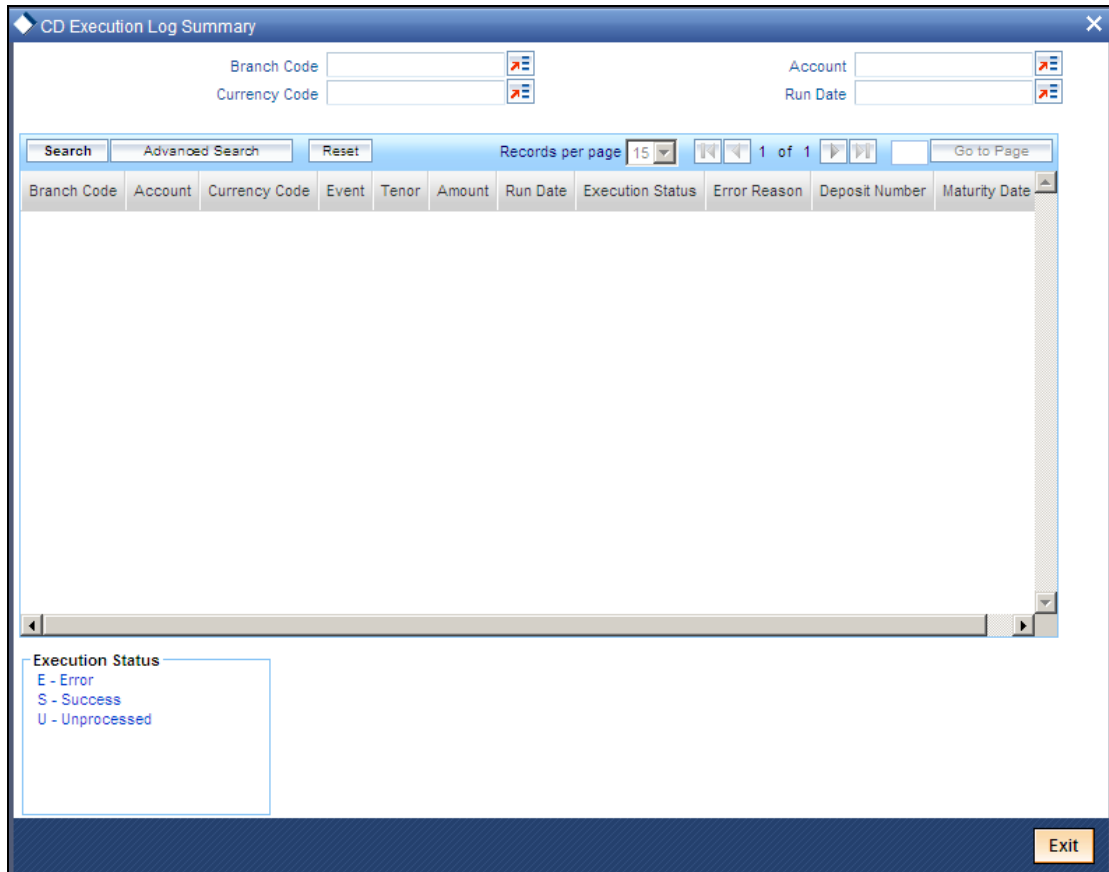 CD Execution Log Summary
Branch Code Account
Currency Code Run Date
Search Advanced Search Reset Records per page 15 1 of 1 Go to Page
Branch Code Account Currency Code Event Tenor Amount Run Date Execution Status Error Reason Deposit Number Maturity Date
Execution Status
E - Error
S - Success
U - Unprocessed
Exit